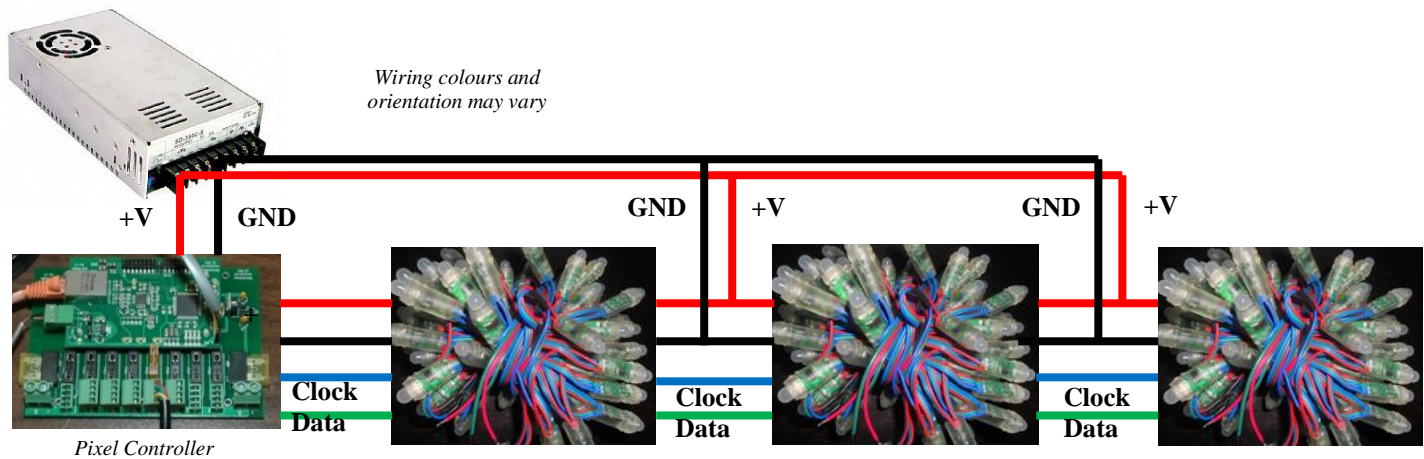 Wiring colours and
orientation may vary
+V
GND
GND
+V
GND
+V
Clock
Data
Clock
Data
Clock
Data
Pixel Controller